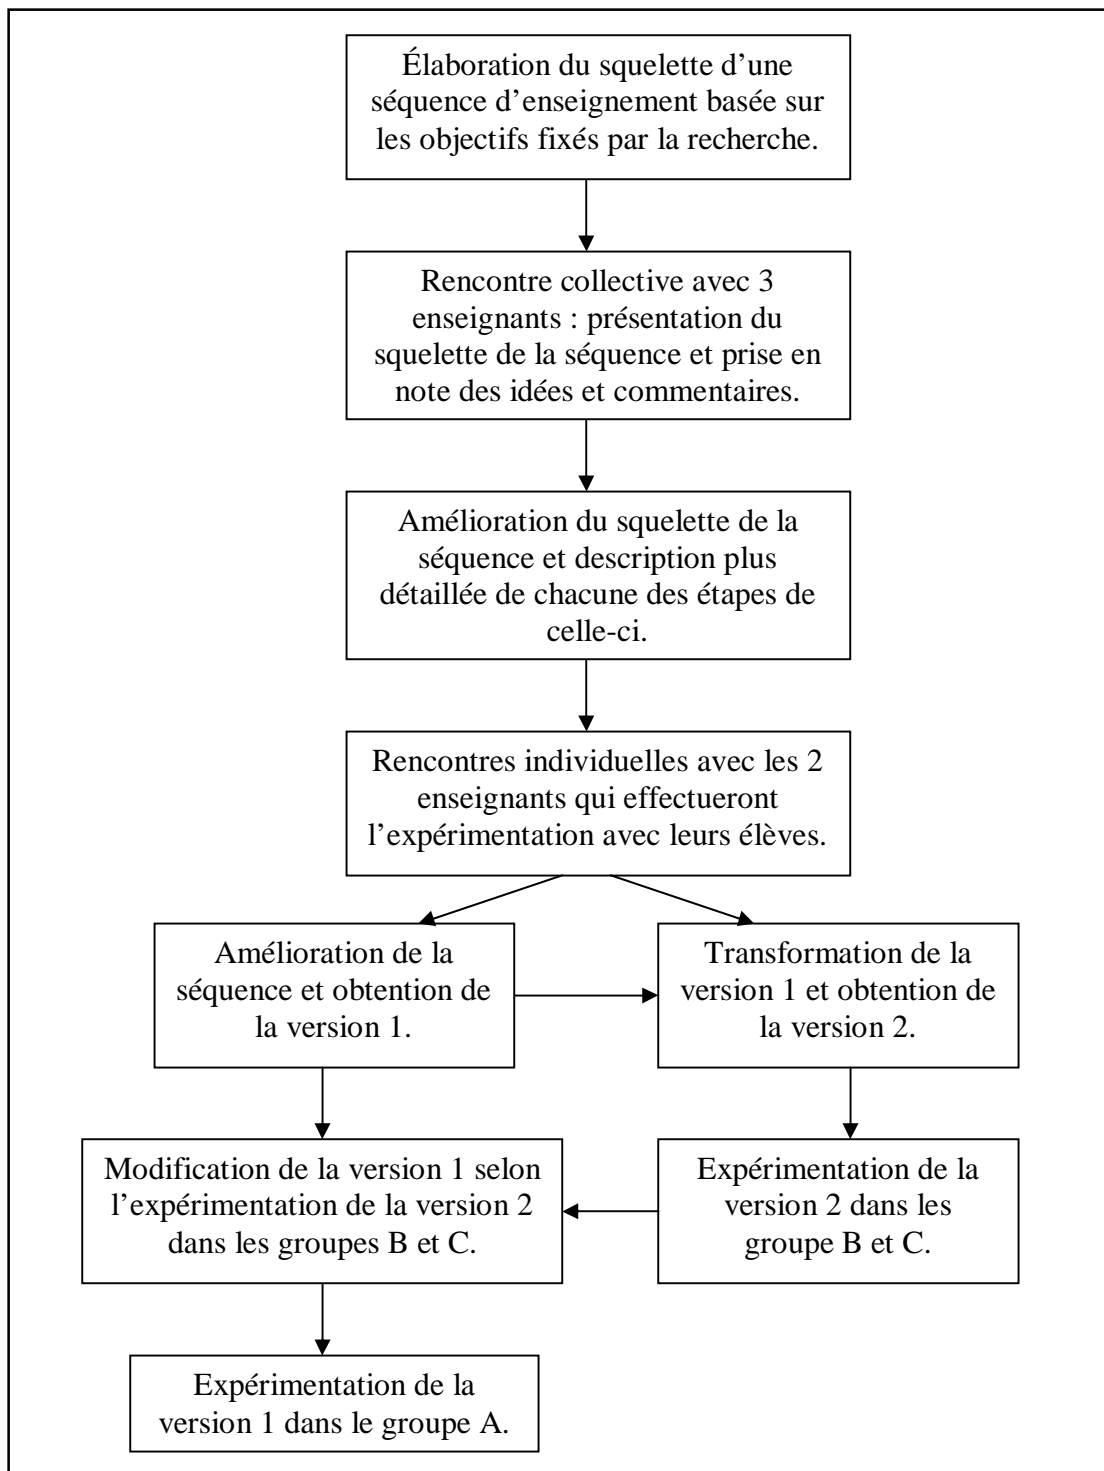 Élaboration du squelette d’une
séquence d’enseignement basée sur
les objectifs fixés par la recherche.
Rencontre collective avec 3
enseignants : présentation du
squelette de la séquence et prise en
note des idées et commentaires.
Amélioration du squelette de la
séquence et description plus
détaillée de chacune des étapes de
celle-ci.
Rencontres individuelles avec les 2
enseignants qui effectueront
l’expérimentation avec leurs élèves.
Amélioration de la
séquence et obtention de
la version 1.
Transformation de la
version 1 et obtention de
la version 2.
Modification de la version 1 selon
l’expérimentation de la version 2
dans les groupes B et C.
Expérimentation de la
version 2 dans les
groupe B et C.
Expérimentation de la
version 1 dans le groupe A.